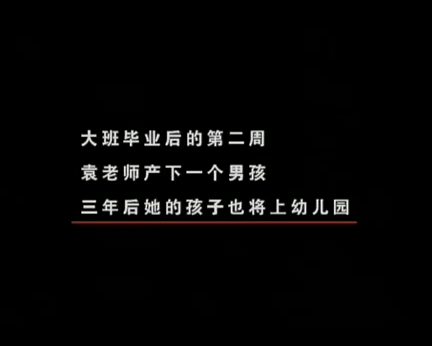 大班毕业后的第二周
袁老师产下一个男孩
三年后她的孩子也将上幼儿园